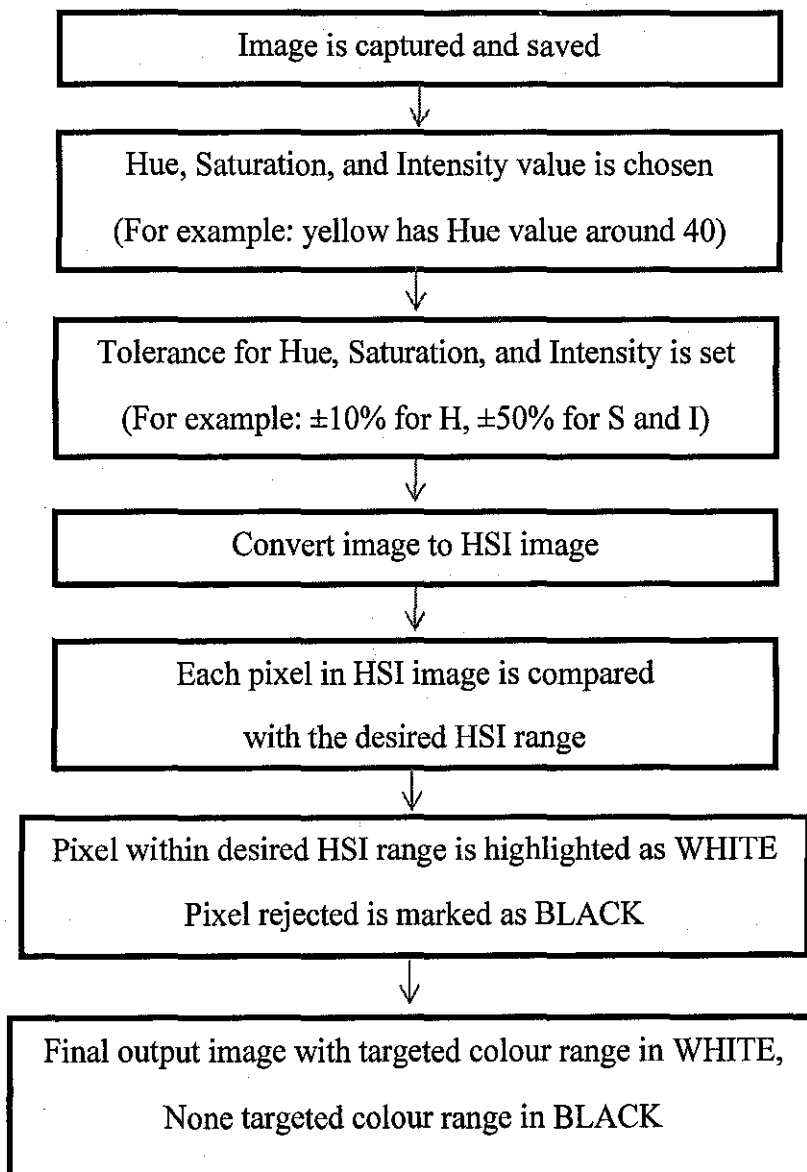 Image is captured and saved
Hue, Saturation, and Intensity value is chosen
(For example: yellow has Hue value around 40)
Tolerance for Hue, Saturation, and Intensity is set
(For example: ±10% for H, ±50% for S and I)
Convert image to HSI image
Each pixel in HSI image is compared
with the desired HSI range
Pixel within desired HSI range is highlighted as WHITE
Pixel rejected is marked as BLACK
Final output image with targeted colour range in WHITE,
None targeted colour range in BLACK